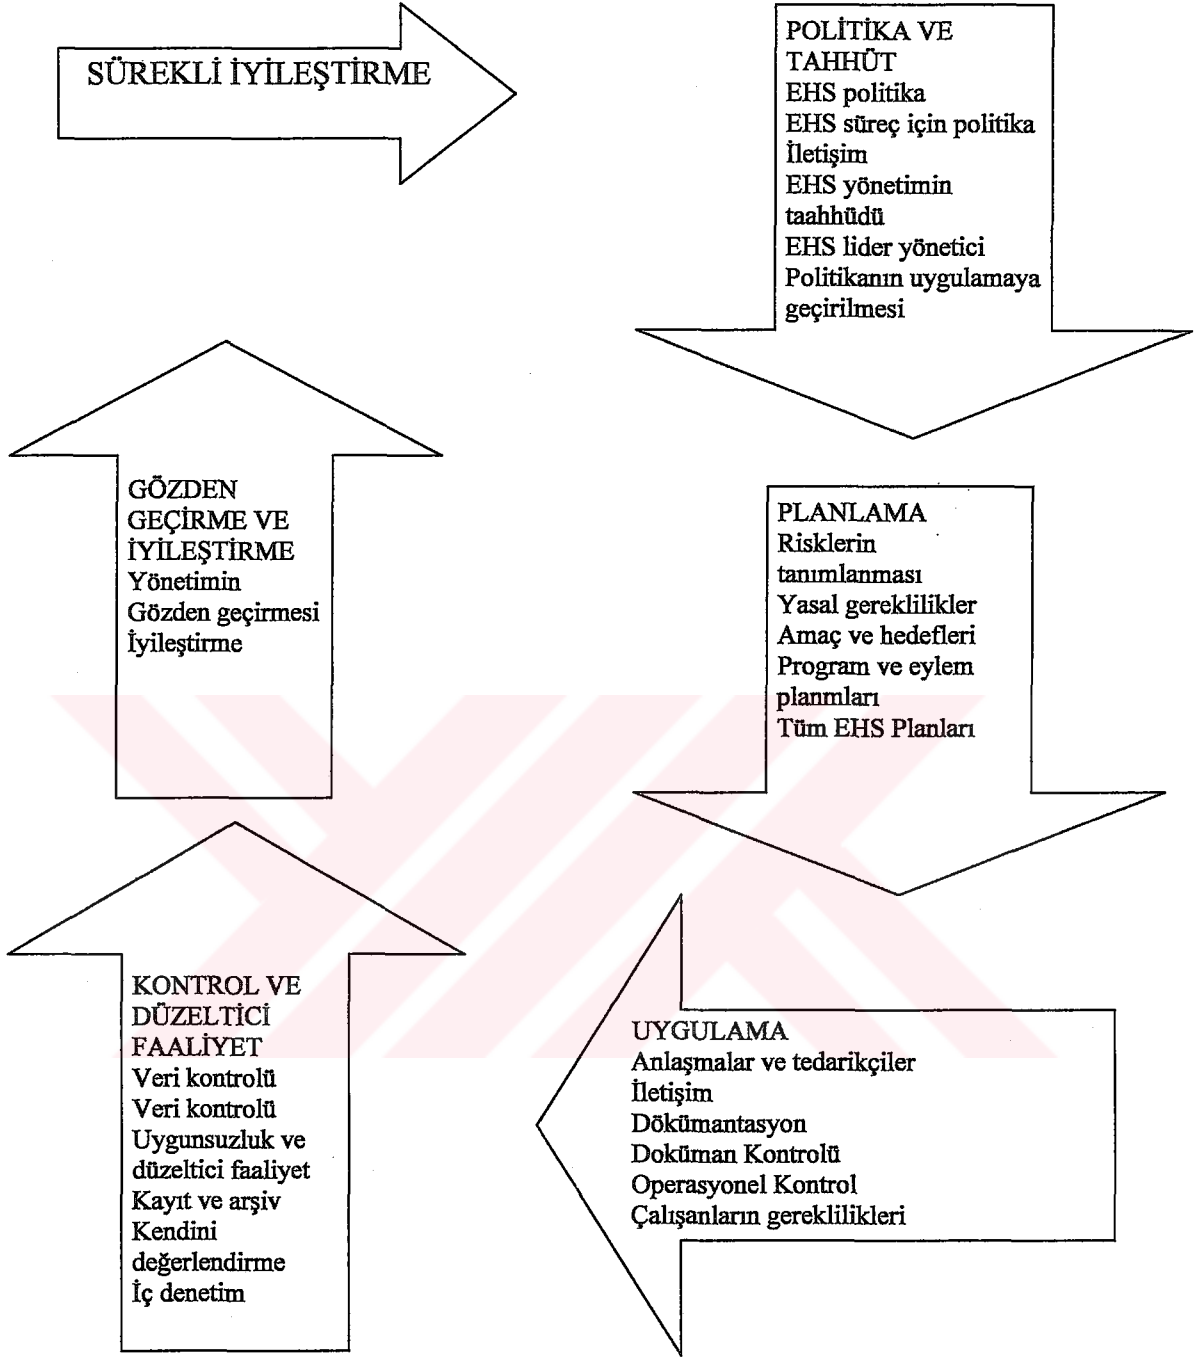 SÜREKLİ İYİLEŞTİRME
POLİTİKA VE
TAHHÜT
EHS politika
EHS süreç için politika
İletişim
EHS yönetimin
taahhüdü
EHS lider yönetici
Politikanın uygulamaya
geçirilmesi
PLANLAMA
Risklerin
tanımlanması
Yasal gereklilikler
Amaç ve hedefleri
Program ve eylem
planmları
Tüm EHS Planları
UYGULAMA
Anlaşmalar ve tedarikçiler
İletişim
Dökümantasyon
Doküman Kontrolü
Operasyonel Kontrol
Çalışanların gereklilikleri
KONTROL VE
DÜZELTİCİ
FAALİYET
Veri kontrolü
Veri kontrolü
Uygunsuzluk ve
düzeltici faaliyet
Kayıt ve arşiv
Kendini
değerlendirme
İç denetim
GÖZDEN
GEÇİRME VE
İYİLEŞTİRME
Yönetimin
Gözden geçirmesi
İyileştirme